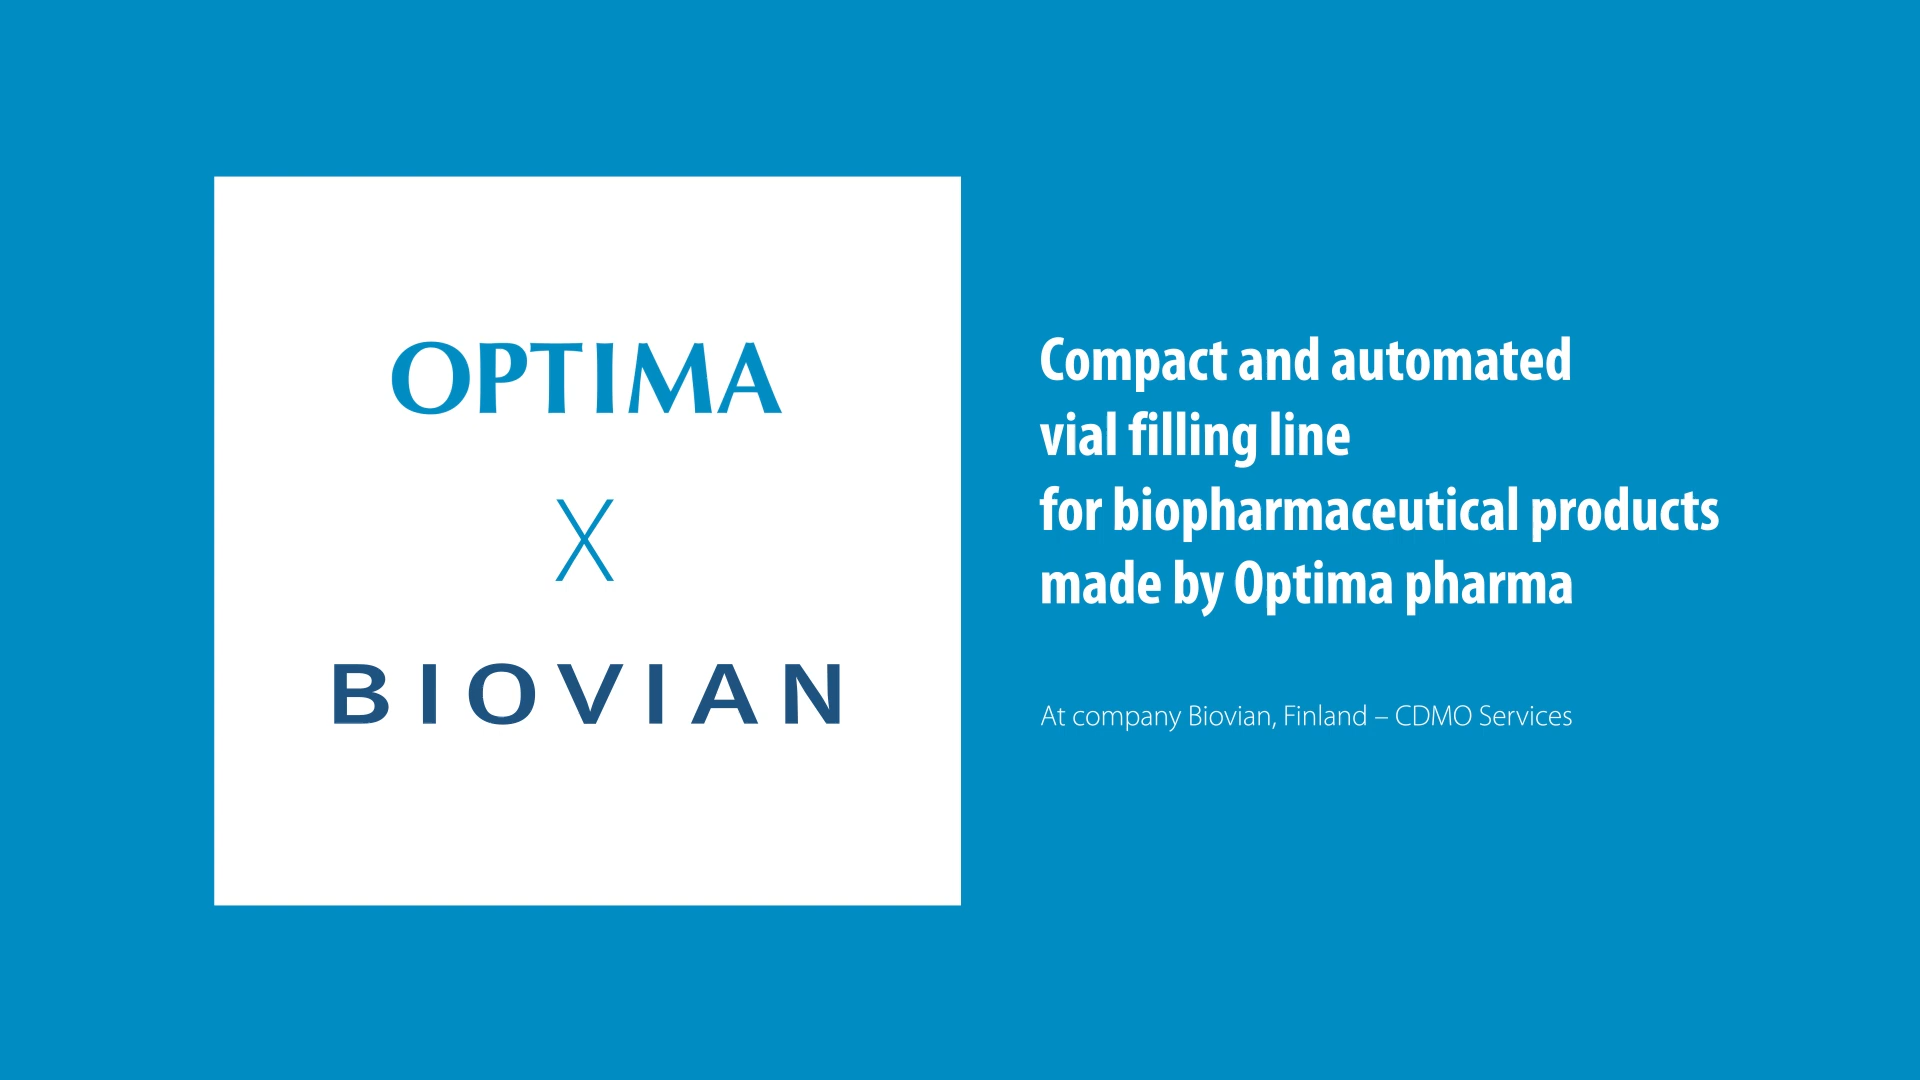 OPTIMA
X
BIOVIAN
Compact and automated
vial filling line
for biopharmaceutical products
made by Optima pharma
At company Biovian, Finland – CDMO Services